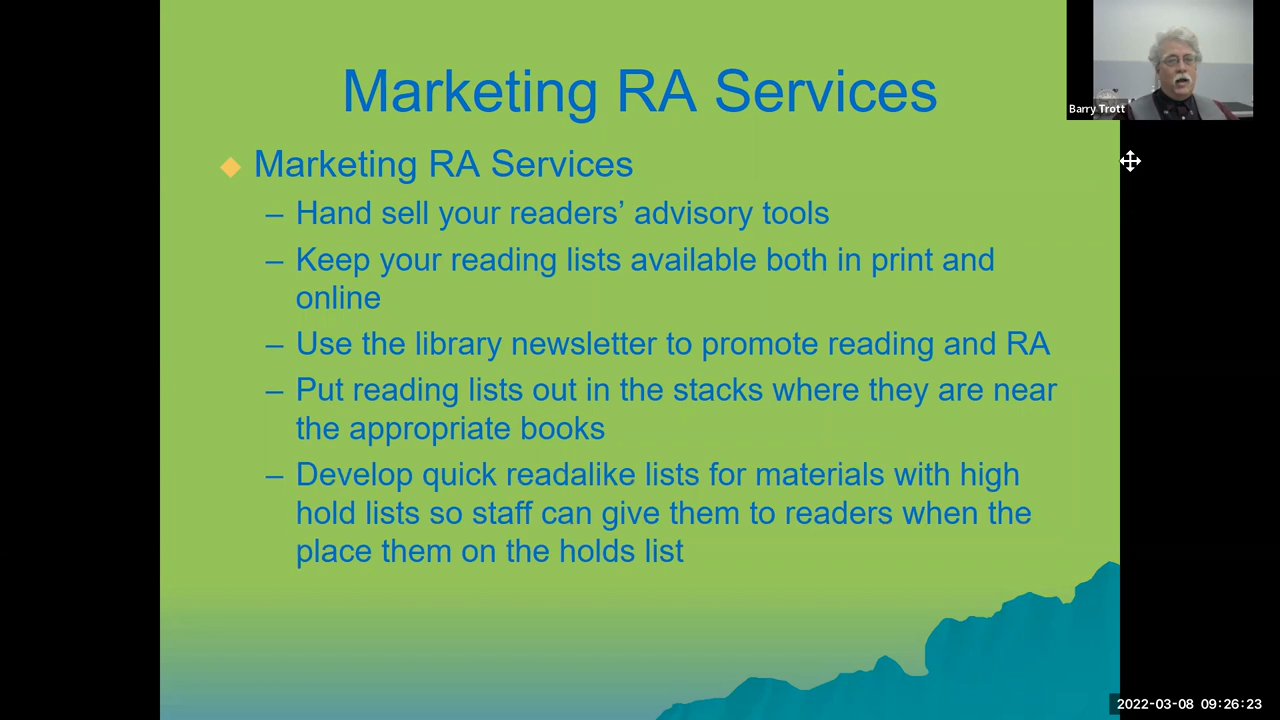 Marketing RA Services
Barry Trott
Marketing RA Services
– Hand sell your readers’ advisory tools
– Keep your reading lists available both in print and
online
– Use the library newsletter to promote reading and RA
– Put reading lists out in the stacks where they are near
the appropriate books
– Develop quick readalike lists for materials with high
hold lists so staff can give them to readers when the
place them on the holds list
2022-03-08 09:26:23